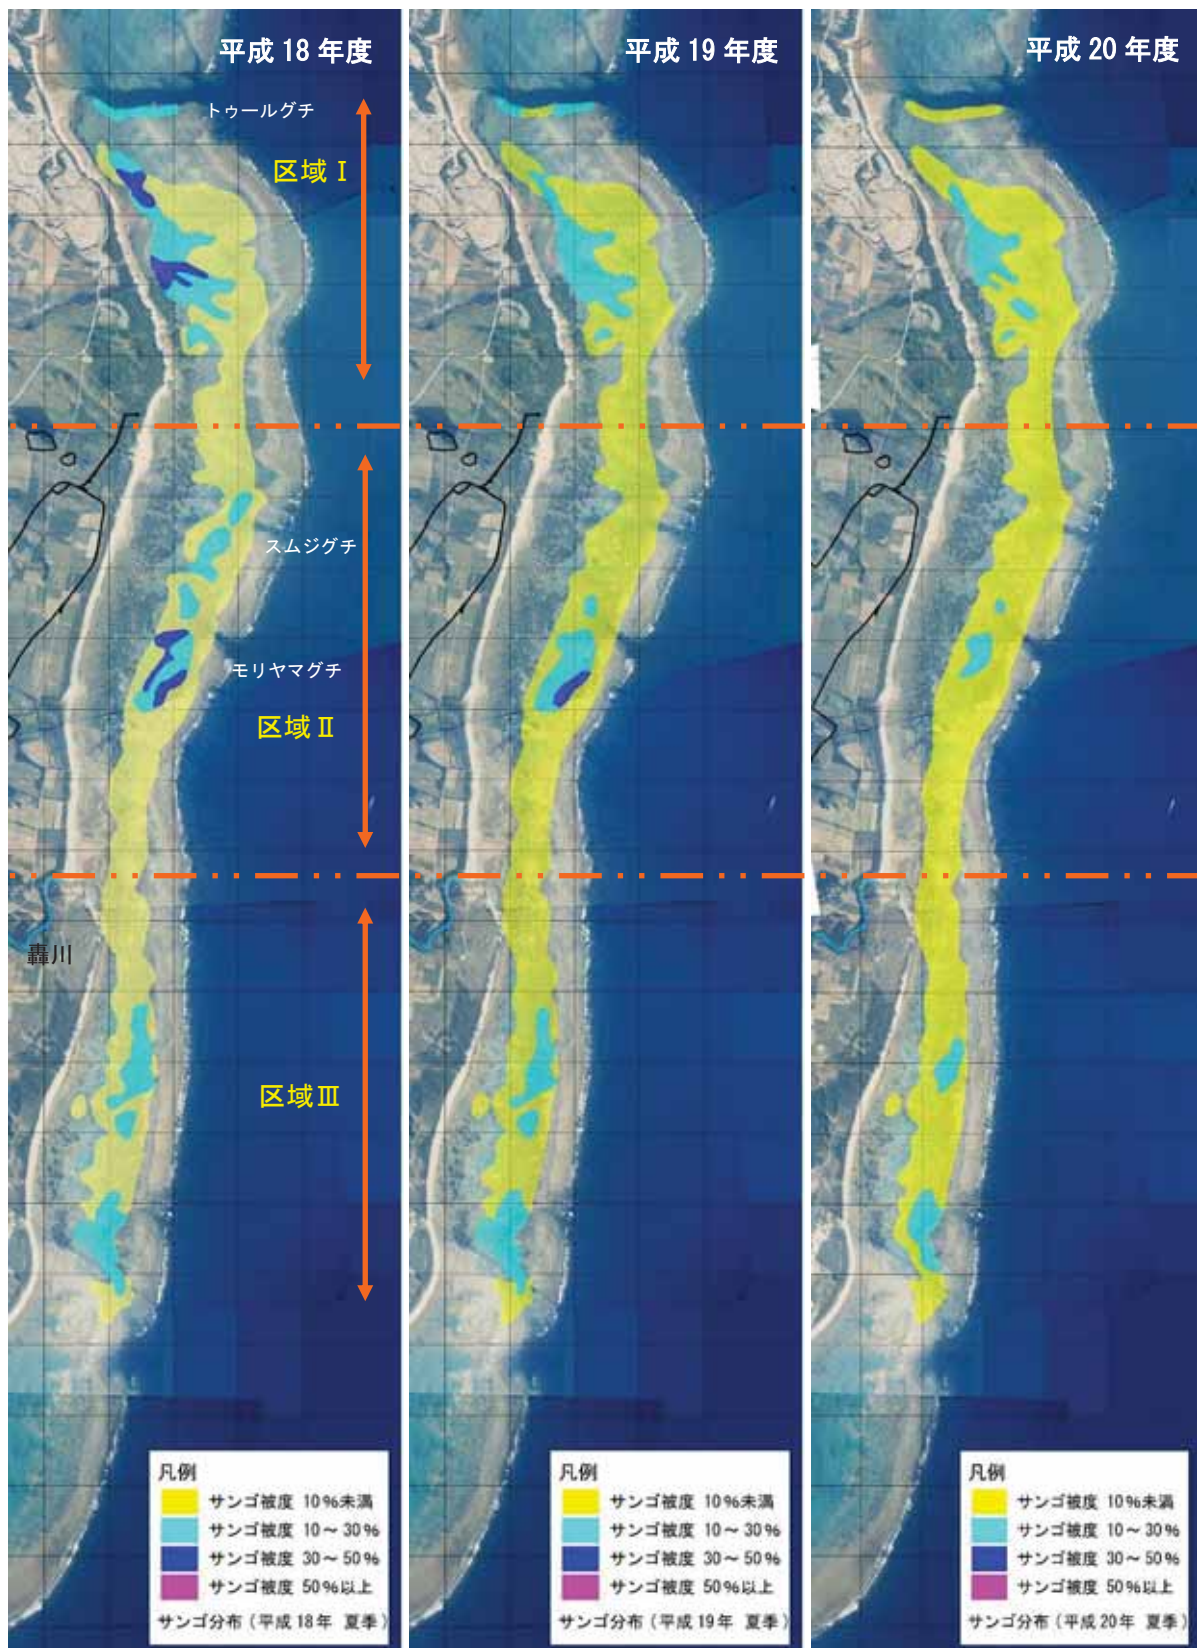 平成 18 年度
トゥールグチ
区域 Ⅰ
スムジグチ
モリヤマグチ
区域 Ⅱ
轟川
区域 Ⅲ
凡例
サンゴ被度 10%未満
サンゴ被度 10～30%
サンゴ被度 30～50%
サンゴ被度 50%以上
サンゴ分布(平成 18年 夏季)
平成 19 年度
凡例
サンゴ被度 10%未満
サンゴ被度 10～30%
サンゴ被度 30～50%
サンゴ被度 50%以上
サンゴ分布(平成 19年 夏季)
平成 20 年度
凡例
サンゴ被度 10%未満
サンゴ被度 10～30%
サンゴ被度 30～50%
サンゴ被度 50%以上
サンゴ分布(平成 20年 夏季)